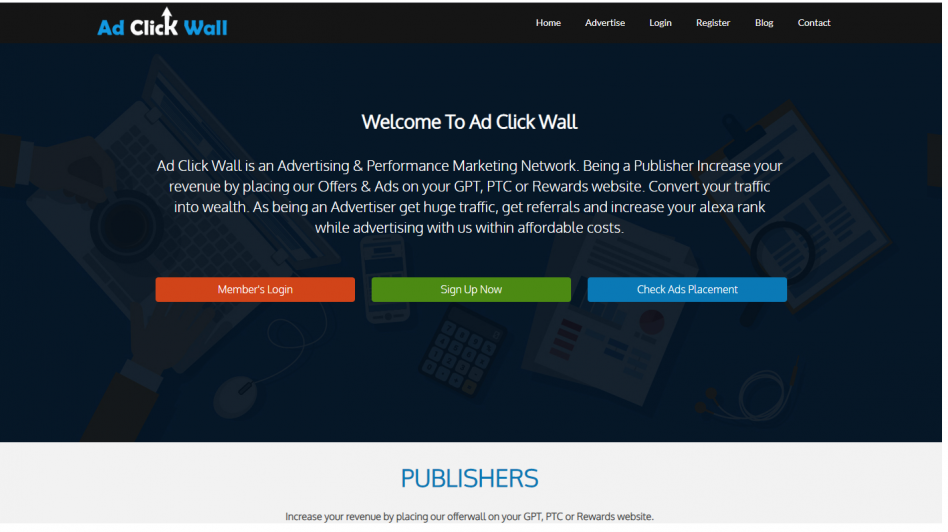 Ad Click Wall
Home Advertise Login Register Blog Contact
Welcome To Ad Click Wall
Ad Click Wall is an Advertising & Performance Marketing Network. Being a Publisher Increase your
revenue by placing our Offers & Ads on your GPT, PTC or Rewards website. Convert your traffic
into wealth. As being an Advertiser get huge traffic, get referrals and increase your alexa rank
while advertising with us within affordable costs.
Member's Login
Sign Up Now
Check Ads Placement
PUBLISHERS
Increase your revenue by placing our offerwall on your GPT, PTC or Rewards website.